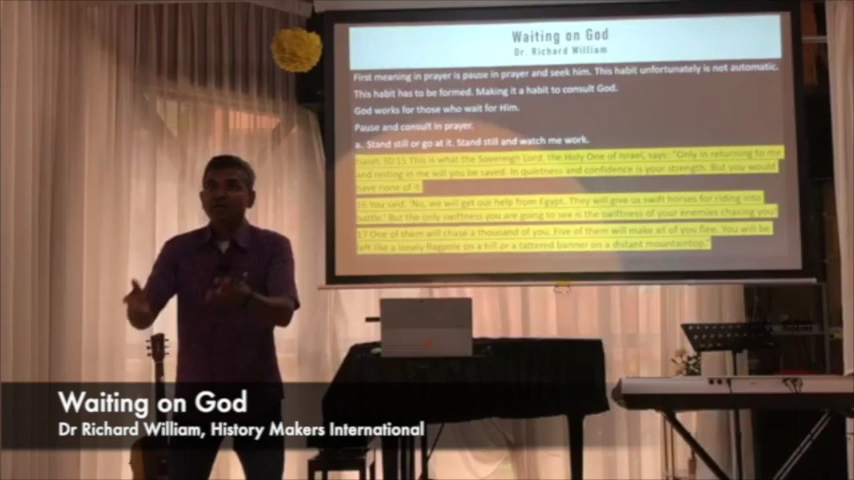 Waiting on God
Dr. Richard William
First meaning in prayer is pause in prayer and seek him. This habit unfortunately is not automatic.
This habit has to be formed. Making it a habit to consult God.
God works for those who wait for Him.
Pause and consult in prayer.
a. Stand still or go at it. Stand still and watch me work.
Isaiah 30:15 This is what the Sovereign Lord, the Holy One of Israel, says: "Only in returning to me
and resting in me will you be saved. In quietness and confidence is your strength. But you would
have none of it.
16 You said, 'No, we will get our help from Egypt. They will give us swift horses for riding into
battle.' But the only swiftness you are going to see is the swiftness of your enemies chasing you!
17 One of them will chase a thousand of you. Five of them will make all of you flee. You will be
left like a lonely flagpole on a hill or a tattered banner on a distant mountaintop."
Waiting on God
Dr Richard William, History Makers International